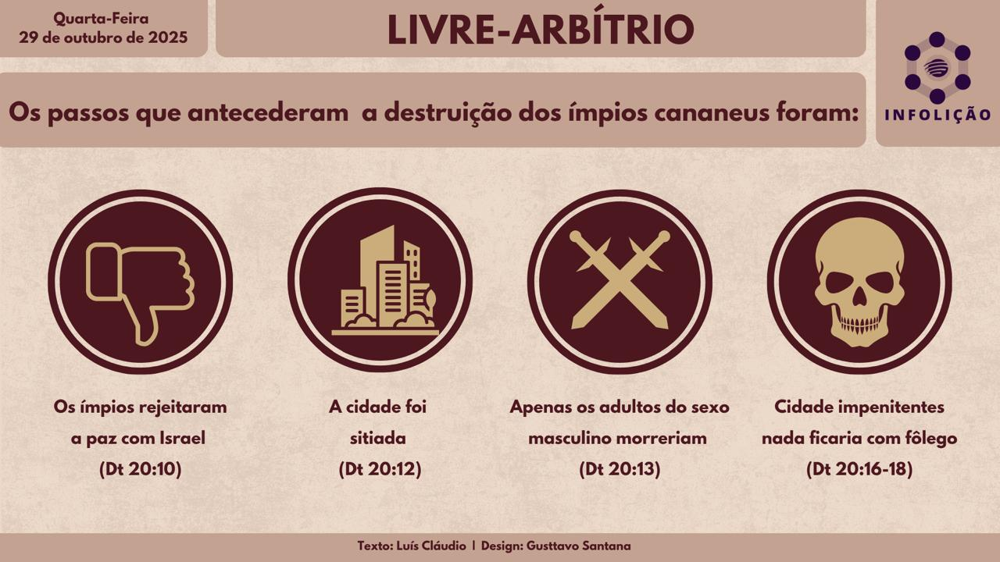 Quarta-Feira
29 de outubro de 2025
LIVRE-ARBÍTRIO
Os passos que antecederam a destruição dos ímpios cananeus foram:
INFOLIÇÃO
Os ímpios rejeitaram
a paz com Israel
(Dt 20:10)
A cidade foi
sitiada
(Dt 20:12)
Apenas os adultos do sexo
masculino morreriam
(Dt 20:13)
Cidade impenitentes
nada ficaria com fôlego
(Dt 20:16-18)
Texto: Luís Cláudio | Design: Gusttavo Santana